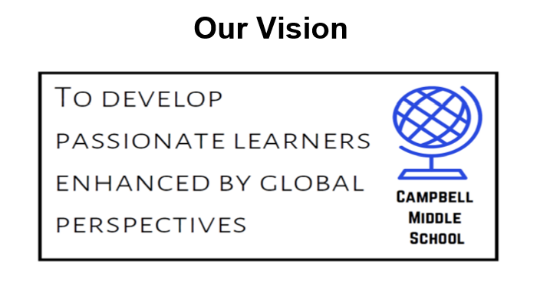 Our Vision
To develop
passionate learners
enhanced by global
perspectives
Campbell
Middle
School